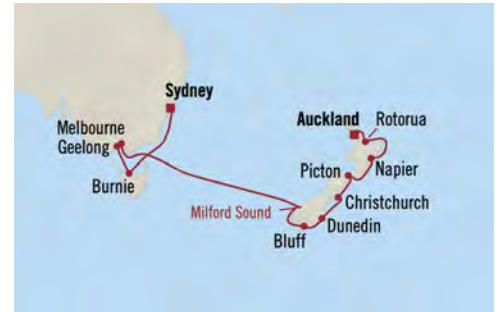 Sydney
Melbourne
Geelong
Burnie
Auckland
Rotorua
Picton
Napier
Milford Sound
Christchurch
Dunedin
Bluff